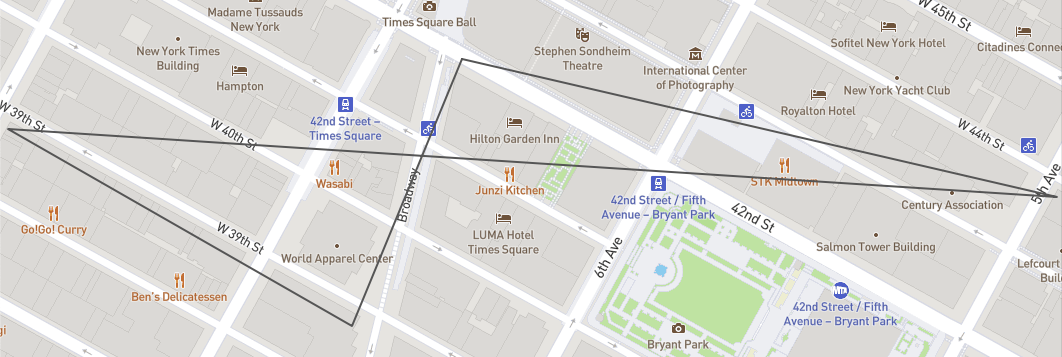 Madame Tussauds
New York
Times Square Ball
W 45th St
Sofitel New York Hotel
Citadines Connec
New York Times
Building
Stephen Sondheim
Theatre
International Center
of Photography
Hampton
New York Yacht Club
Royalton Hotel
W 39th St
42nd Street –
Times Square
W 40th St
Hilton Garden Inn
W 44th St
Wasabi
Junzi Kitchen
STK Midtown
5th Ave
Broadway
42nd Street / Fifth
Avenue – Bryant Park
Century Association
42nd St
Go!Go! Curry
W 39th St
LUMA Hotel
Times Square
6th Ave
Salmon Tower Building
World Apparel Center
Lefcourt
Buil
Ben's Delicatessen
MTA
42nd Street / Fifth
Avenue – Bryant Park
gi
Bryant Park